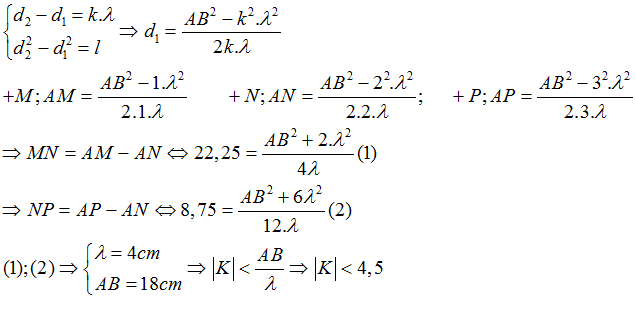 {d₂ − d₁ = k.λ ; d₂² − d₁² = l ⇒ d₁ = (AB² − k².λ²)/(2k.λ)
+M; AM = (AB² − 1.λ²)/(2.1.λ) + N; AN = (AB² − 2².λ²)/(2.2.λ); + P; AP = (AB² − 3².λ²)/(2.3.λ)
⇒ MN = AM − AN ⇔ 22,25 = (AB² + 2.λ²)/(4λ) (1)
⇒ NP = AP − AN ⇔ 8,75 = (AB² + 6λ²)/(12.λ) (2)
(1);(2) ⇒ {λ = 4cm ; AB = 18cm ⇒ |K| < AB/λ ⇒ |K| < 4,5